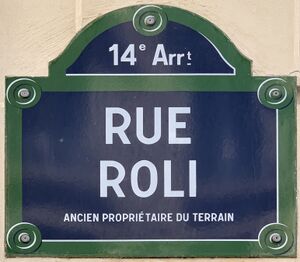 14e Arrt
RUE
ROLI
ANCIEN PROPRIÉTAIRE DU TERRAIN